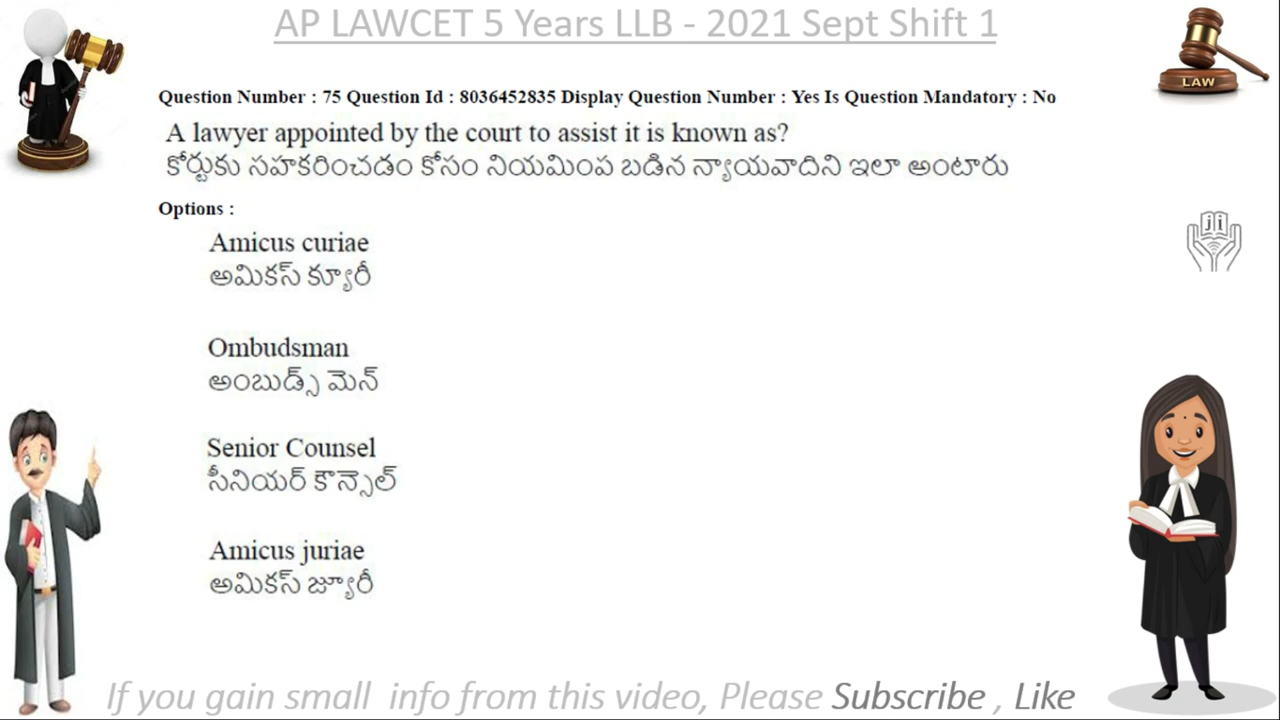 AP LAWCET 5 Years LLB - 2021 Sept Shift 1
LAW
Question Number : 75 Question Id : 8036452835 Display Question Number : Yes Is Question Mandatory : No
A lawyer appointed by the court to assist it is known as?
కోర్టుకు సహకరించడం కోసం నియమింప బడిన న్యాయవాదిని ఇలా అంటారు
Options :
ji
Amicus curiae
అమికస్ క్యూరీ
Ombudsman
అంబుడ్స్ మెన్
Senior Counsel
సీనియర్ కౌన్సెల్
Amicus juriae
అమికస్ జ్యూరీ
If you gain small info from this video, Please Subscribe , Like